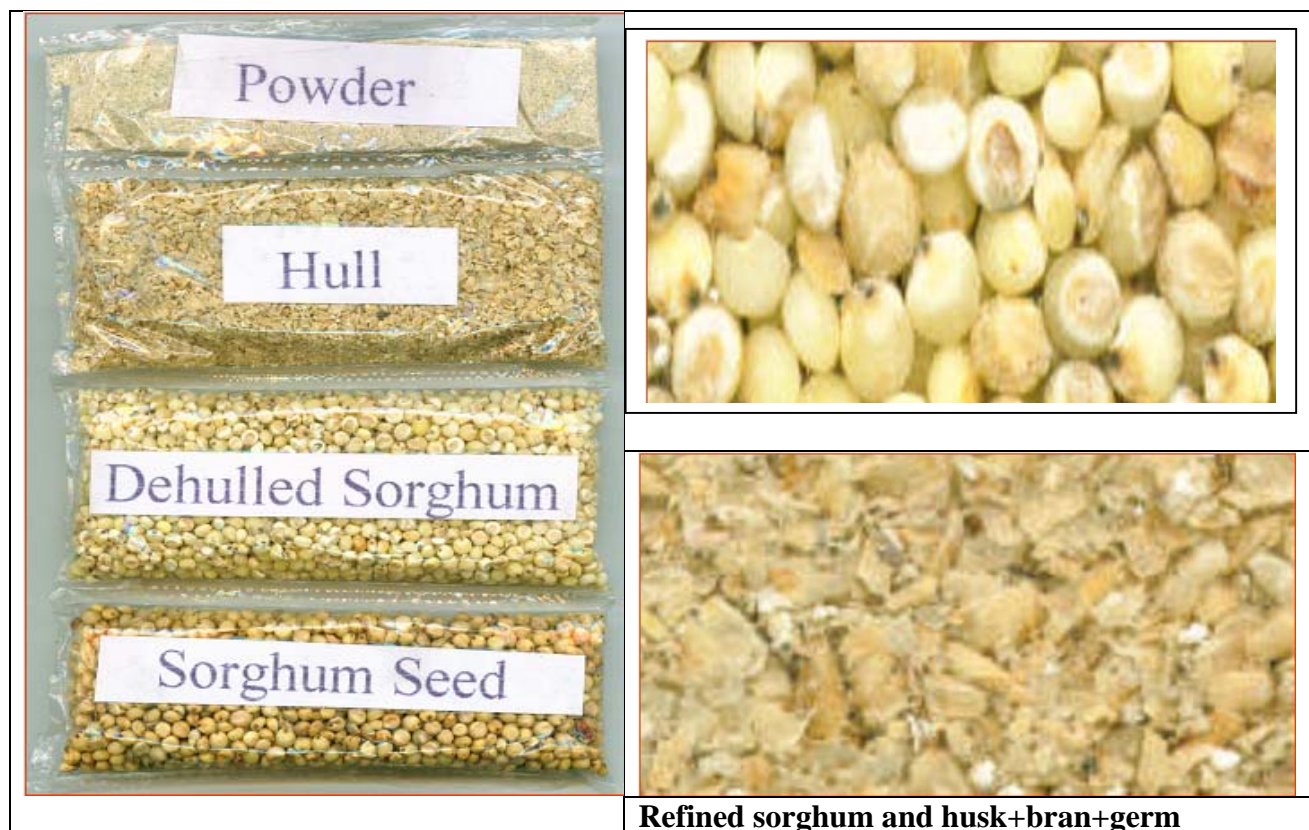 Powder
Hull
Dehulled Sorghum
Sorghum Seed
Refined sorghum and husk+bran+germ